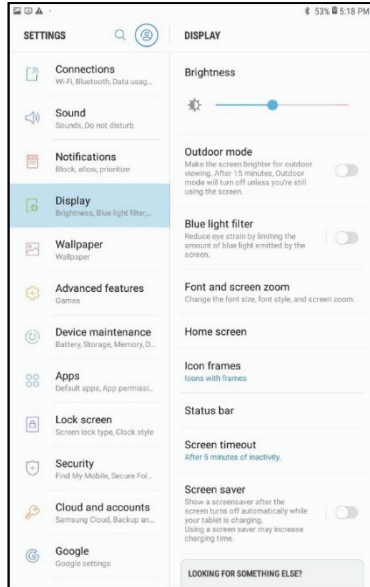 53% 5:18 PM
SETTINGS
DISPLAY
Connections
Wi-Fi, Bluetooth, Data usag...
Sound
Sounds, Do not disturb
Notifications
Block, allow, prioritize
Display
Brightness, Blue light filter,...
Wallpaper
Wallpaper
Advanced features
Games
Device maintenance
Battery, Storage, Memory, D...
Apps
Default apps, App permissi...
Lock screen
Screen lock type, Clock style
Security
Find My Mobile, Secure Fol...
Cloud and accounts
Samsung Cloud, Backup an...
Google
Google settings
Brightness
Outdoor mode
Make the screen brighter for outdoor
viewing. After 15 minutes, Outdoor
mode will turn off unless you're still
using the screen.
Blue light filter
Reduce eye strain by limiting the
amount of blue light emitted by the
screen.
Font and screen zoom
Change the font size, font style, and screen zoom.
Home screen
Icon frames
Icons with frames
Status bar
Screen timeout
After 5 minutes of inactivity.
Screen saver
Show a screensaver after the
screen turns off automatically while
your tablet is charging.
Using a screen saver may increase
charging time.
LOOKING FOR SOMETHING ELSE?